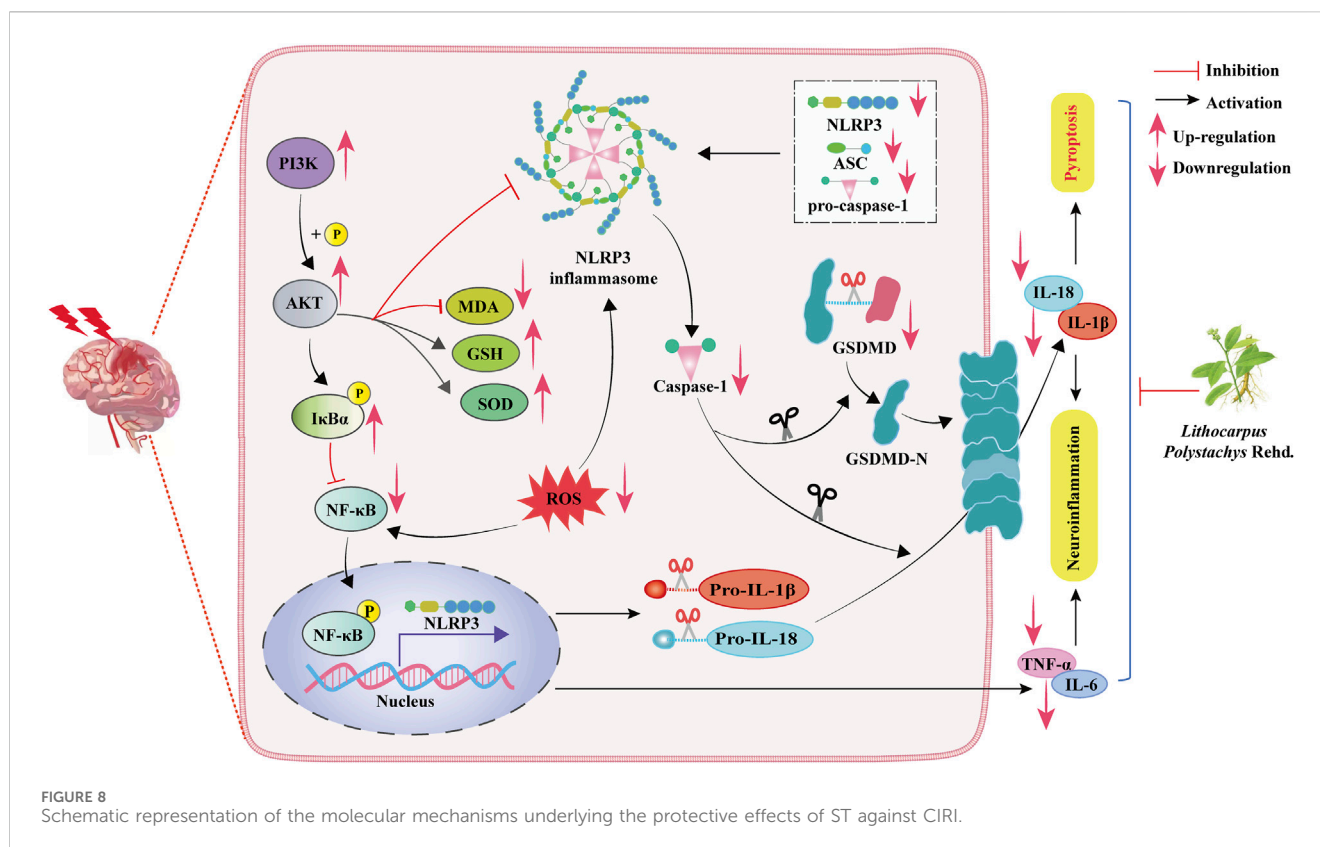 Inhibition
Activation
Up-regulation
Downregulation
PI3K
+ P
AKT
MDA
GSH
SOD
P
IκBα
NF-κB
ROS
NLRP3
inflammasome
NLRP3
ASC
pro-caspase-1
Caspase-1
GSDMD
GSDMD-N
P
NF-κB
NLRP3
Nucleus
Pro-IL-1β
Pro-IL-18
Pyroptosis
IL-18
IL-1β
Neuroinflammation
TNF-α
IL-6
Lithocarpus
Polystachys Rehd.
FIGURE 8
Schematic representation of the molecular mechanisms underlying the protective effects of ST against CIRI.